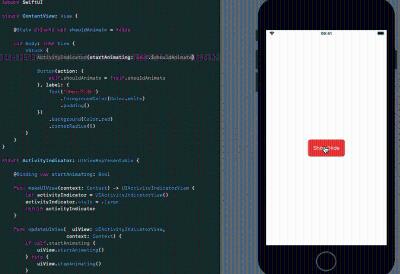 import SwiftUI
struct ContentView: View {
@State private var shouldAnimate = false
var body: some View {
VStack {
ActivityIndicator(startAnimating: self.$shouldAnimate)
Button(action: {
self.shouldAnimate = !self.shouldAnimate
}, label: {
Text("Show/Hide")
.foregroundColor(Color.white)
.padding()
})
.background(Color.red)
.cornerRadius(5)
}
}
}
struct ActivityIndicator: UIViewRepresentable {
@Binding var startAnimating: Bool
func makeUIView(context: Context) -> UIActivityIndicatorView {
let activityIndicator = UIActivityIndicatorView()
activityIndicator.style = .large
return activityIndicator
}
func updateUIView(_ uiView: UIActivityIndicatorView,
context: Context) {
if self.startAnimating {
uiView.startAnimating()
} else {
uiView.stopAnimating()
}
Show/Hide